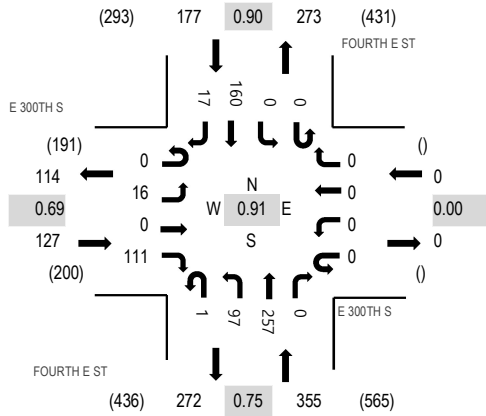 (293) 177 0.90 273 (431)
FOURTH E ST
17 160 0 0
E 300TH S
(191) ()
0 0
114 0
16 N 0
0.69 W 0.91 E 0.00
0 0
127 S 0
111 0
(200) ()
1 97 257 0
E 300TH S
FOURTH E ST
(436) 272 0.75 355 (565)